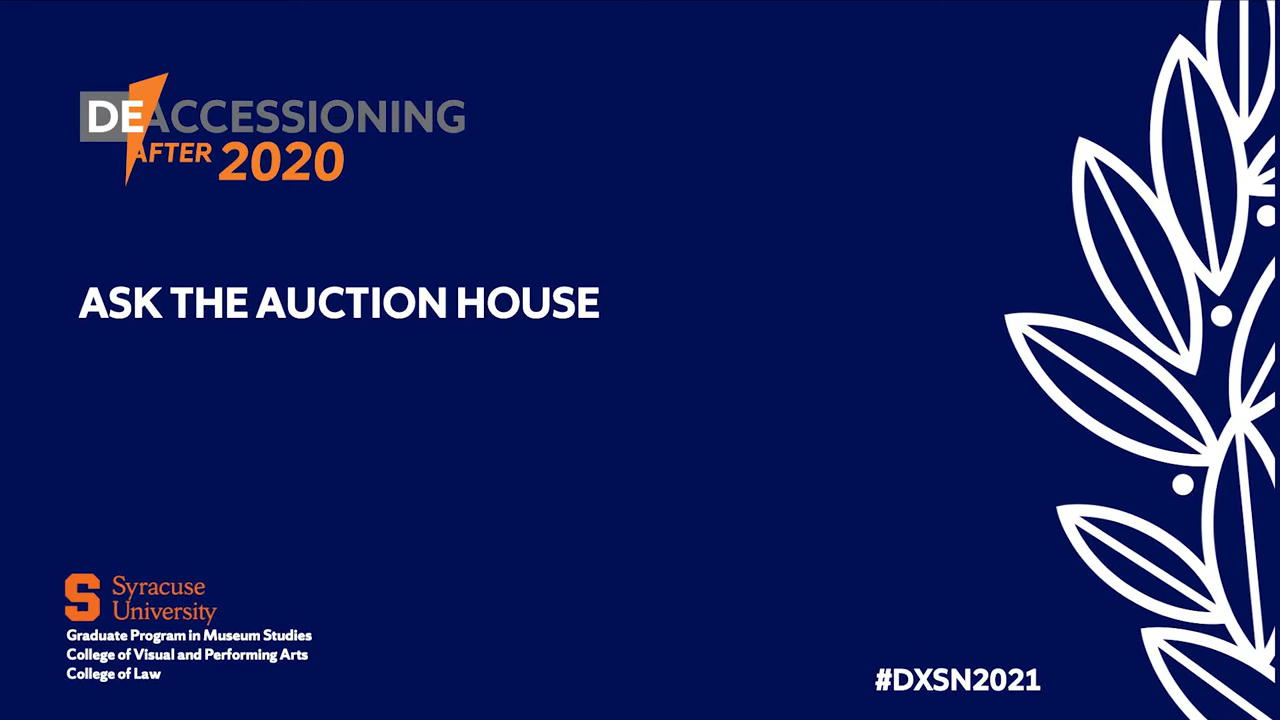 DEACCESSIONING
AFTER 2020
ASK THE AUCTION HOUSE
S Syracuse
University
Graduate Program in Museum Studies
College of Visual and Performing Arts
College of Law
#DXSN2021